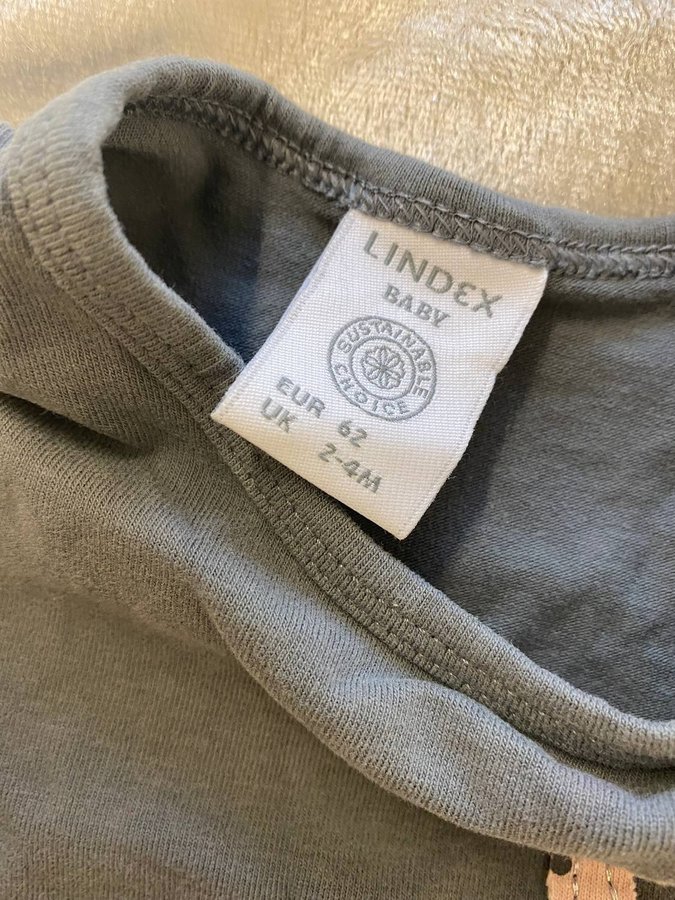 LINDEX
BABY
SUSTAINABLE
CHOICE
EUR 62
UK 2-4M